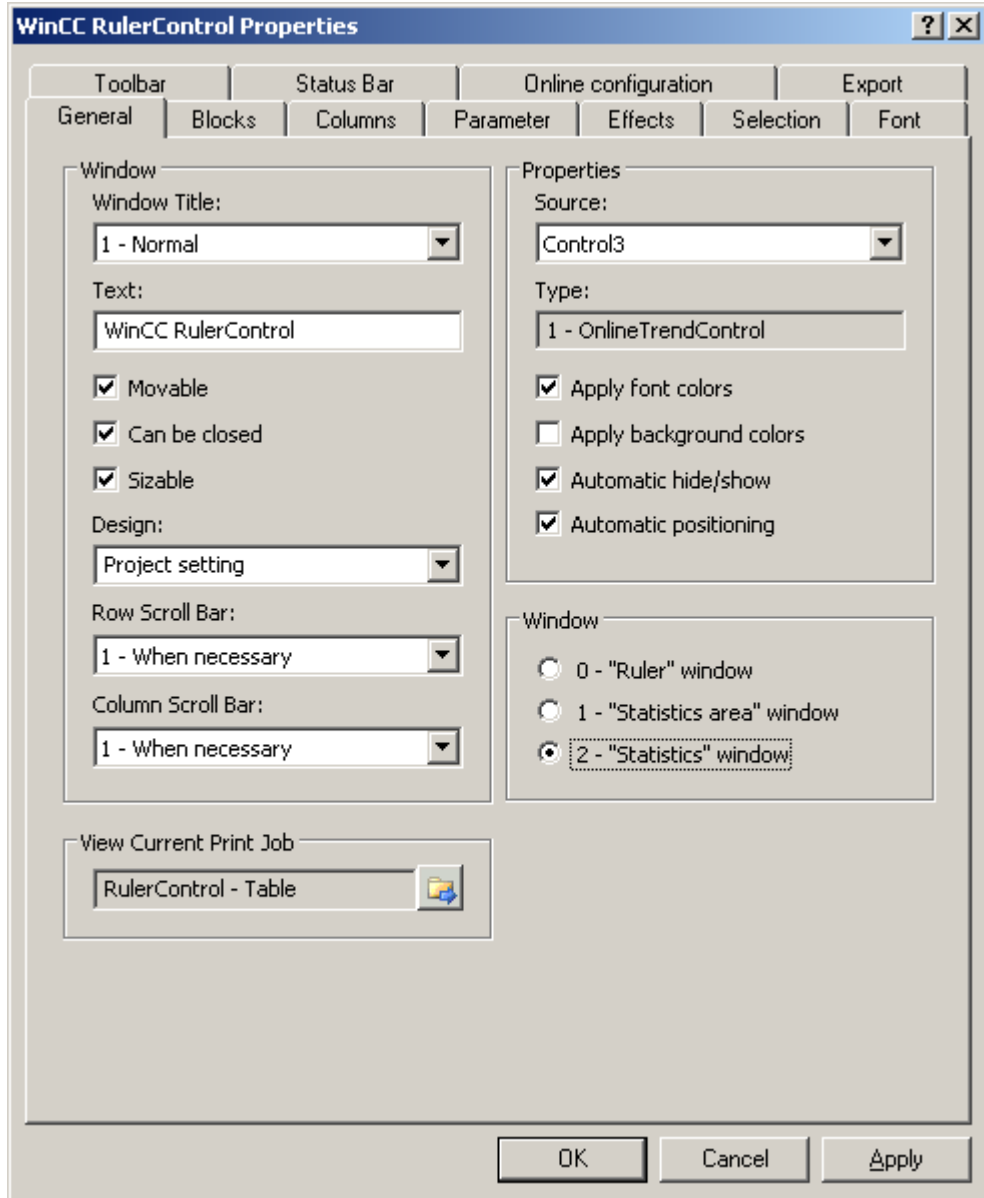 WinCC RulerControl Properties
Toolbar
Status Bar
Online configuration
Export
General
Blocks
Columns
Parameter
Effects
Selection
Font
Window
Window Title:
1 - Normal
Text:
WinCC RulerControl
Movable
Can be closed
Sizable
Design:
Project setting
Row Scroll Bar:
1 - When necessary
Column Scroll Bar:
1 - When necessary
View Current Print Job
RulerControl - Table
Properties
Source:
Control3
Type:
1 - OnlineTrendControl
Apply font colors
Apply background colors
Automatic hide/show
Automatic positioning
Window
0 - "Ruler" window
1 - "Statistics area" window
2 - "Statistics" window
OK
Cancel
Apply